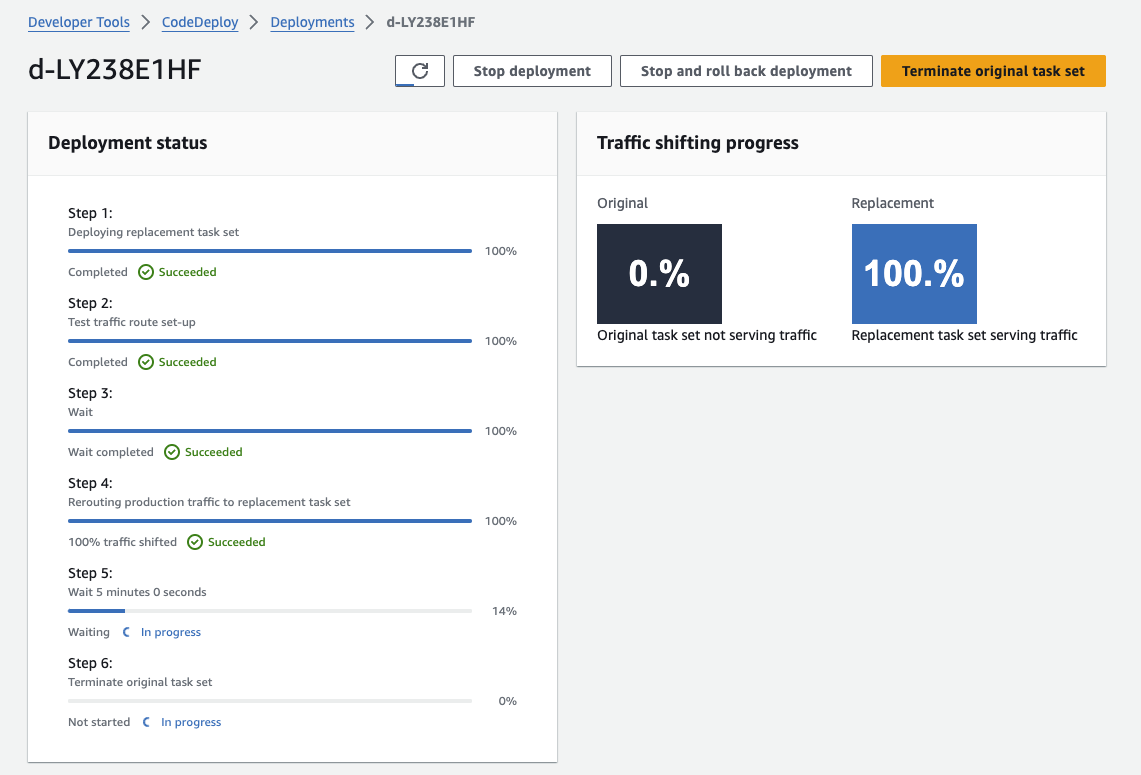 Developer Tools > CodeDeploy > Deployments > d-LY238E1HF
d-LY238E1HF
Stop deployment
Stop and roll back deployment
Terminate original task set
Deployment status
Step 1:
Deploying replacement task set
100%
Completed Succeeded
Step 2:
Test traffic route set-up
100%
Completed Succeeded
Step 3:
Wait
100%
Wait completed Succeeded
Step 4:
Rerouting production traffic to replacement task set
100%
100% traffic shifted Succeeded
Step 5:
Wait 5 minutes 0 seconds
14%
Waiting In progress
Step 6:
Terminate original task set
0%
Not started In progress
Traffic shifting progress
Original
0.%
Original task set not serving traffic
Replacement
100.%
Replacement task set serving traffic